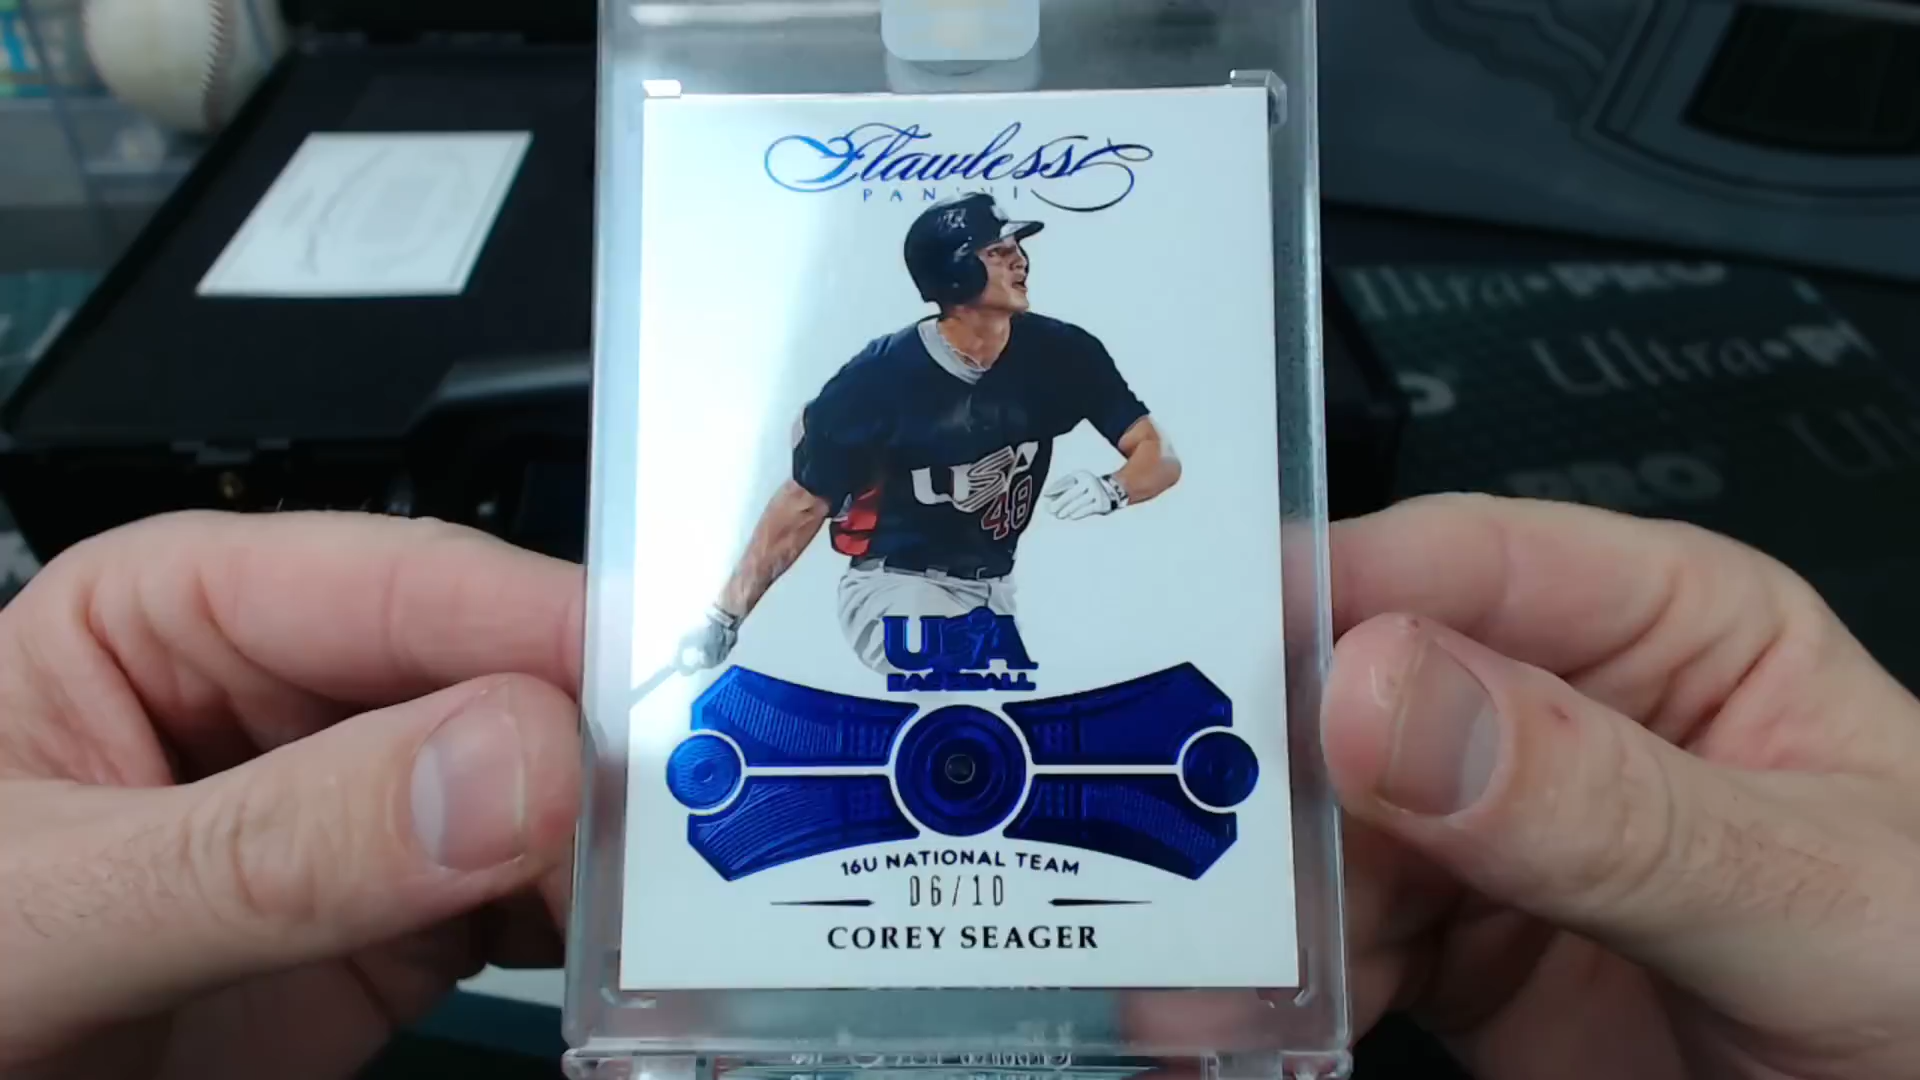 Flawless
PANINI
USA
48
USA
BASEBALL
16U NATIONAL TEAM
06/10
COREY SEAGER
Ultra•PRO
Ultra•P
PRO